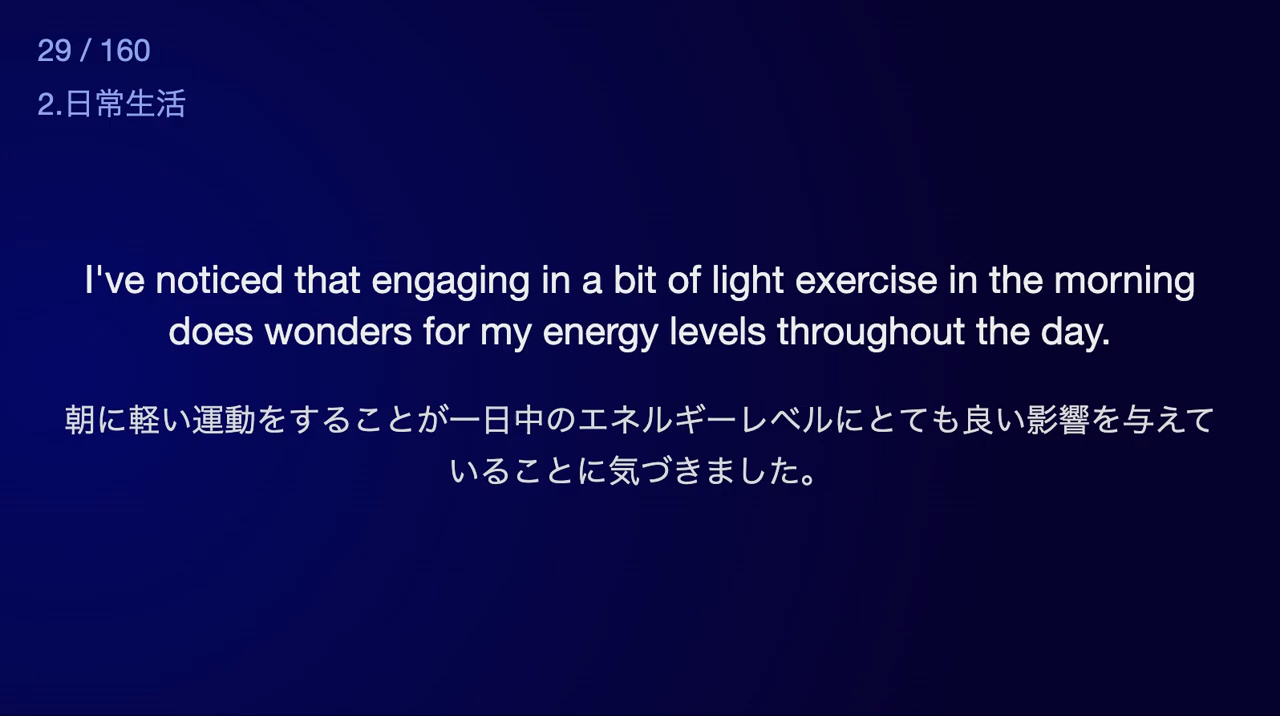 29 / 160
2.日常生活
I've noticed that engaging in a bit of light exercise in the morning
does wonders for my energy levels throughout the day.
朝に軽い運動をすることが一日中のエネルギーレベルにとても良い影響を与えて
いることに気づきました。